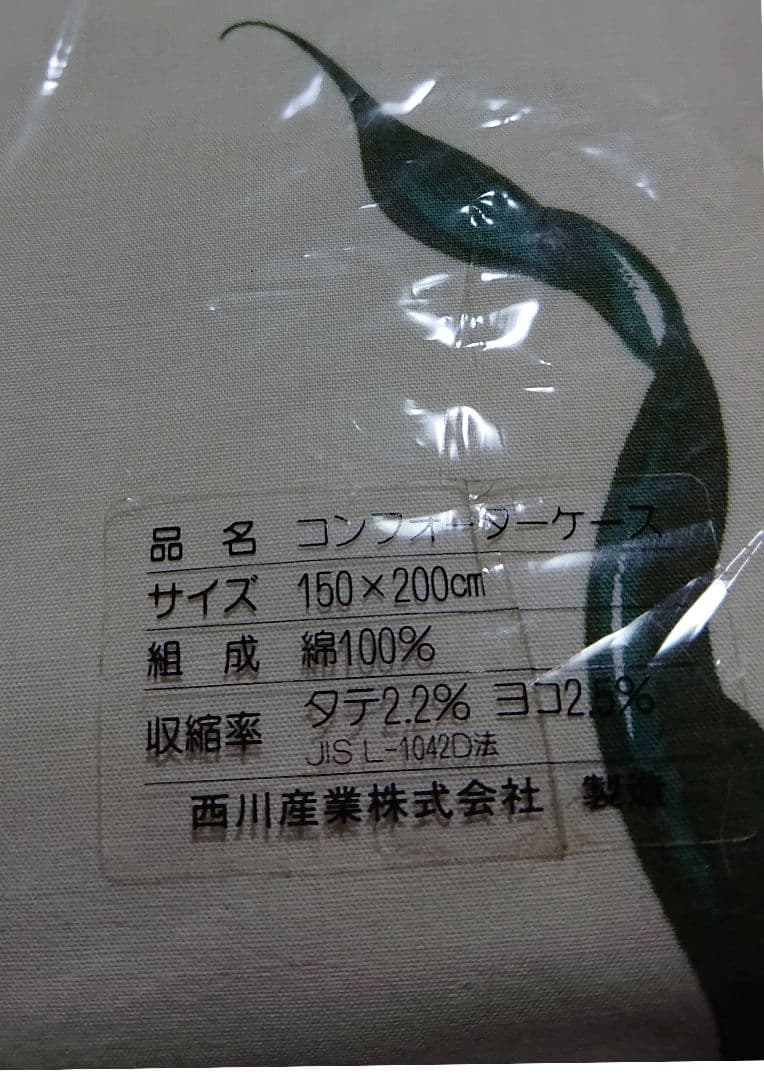 品 名 コンフォーターケース
サイズ 150×200cm
組 成 綿100%
収縮率 タテ2.2% ヨコ2.5%
JIS L-1042D法
西川産業株式会社 製造